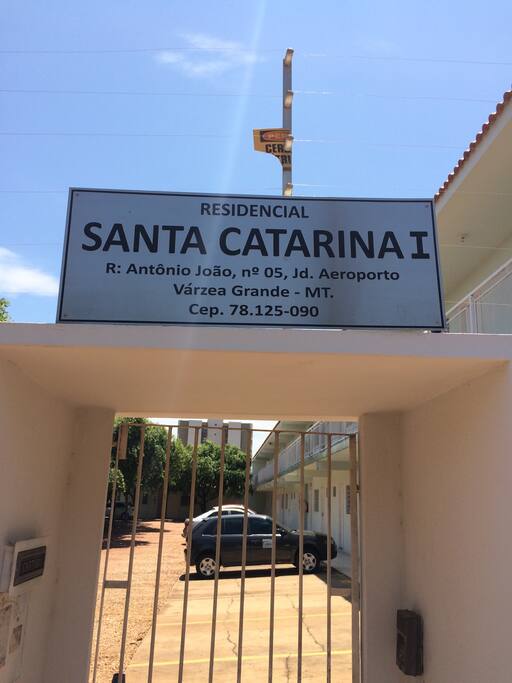 RESIDENCIAL
SANTA CATARINA I
R: Antônio João, nº 05, Jd. Aeroporto
Várzea Grande - MT.
Cep. 78.125-090